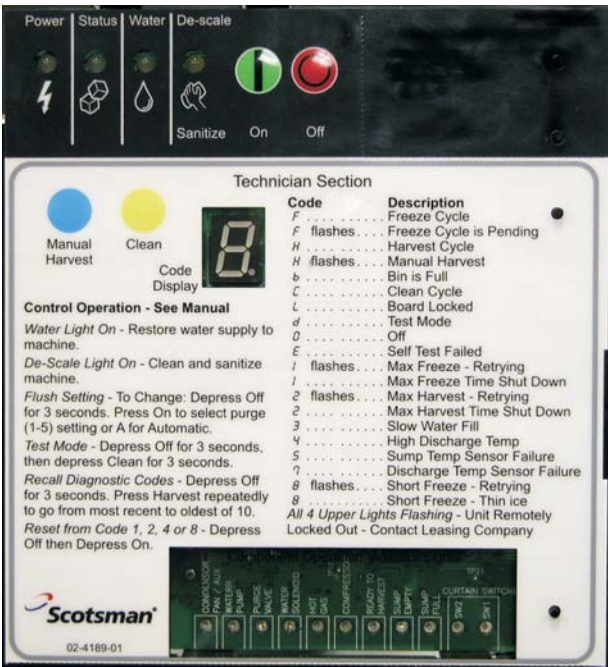 Power Status Water De-scale
Sanitize On Off
Technician Section
Manual
Harvest
Clean
Code
Display
Control Operation - See Manual
Water Light On - Restore water supply to
machine.
De-Scale Light On - Clean and sanitize
machine.
Flush Setting - To Change: Depress Off
for 3 seconds. Press On to select purge
(1-5) setting or A for Automatic.
Test Mode - Depress Off for 3 seconds,
then depress Clean for 3 seconds.
Recall Diagnostic Codes - Depress Off
for 3 seconds. Press Harvest repeatedly
to go from most recent to oldest of 10.
Reset from Code 1, 2, 4 or 8 - Depress
Off then Depress On.
Code Description
F . . . . . . . . . . . Freeze Cycle
F flashes . . . . Freeze Cycle is Pending
H . . . . . . . . . . . Harvest Cycle
H flashes . . . . Manual Harvest
b . . . . . . . . . . . Bin is Full
C . . . . . . . . . . . Clean Cycle
L . . . . . . . . . . . Board Locked
d . . . . . . . . . . . Test Mode
0 . . . . . . . . . . . Off
E . . . . . . . . . . . Self Test Failed
1 flashes . . . . Max Freeze - Retrying
1 . . . . . . . . . . . Max Freeze Time Shut Down
2 flashes . . . . Max Harvest - Retrying
2 . . . . . . . . . . . Max Harvest Time Shut Down
3 . . . . . . . . . . . Slow Water Fill
4 . . . . . . . . . . . High Discharge Temp
5 . . . . . . . . . . . Sump Temp Sensor Failure
7 . . . . . . . . . . . Discharge Temp Sensor Failure
8 flashes . . . . Short Freeze - Retrying
8 . . . . . . . . . . . Short Freeze - Thin ice
All 4 Upper Lights Flashing - Unit Remotely
Locked Out - Contact Leasing Company
TP21
CONDENSOR
FAN / AUX
WATER
PUMP
PURGE
VALVE
WATER
SOLENOID
HOT
GAS
COMPRESSOR
READY TO
HARVEST
SUMP
EMPTY
SUMP
FULL
CURTAIN SWITCH
SW2
SW1
Scotsman
02-4189-01